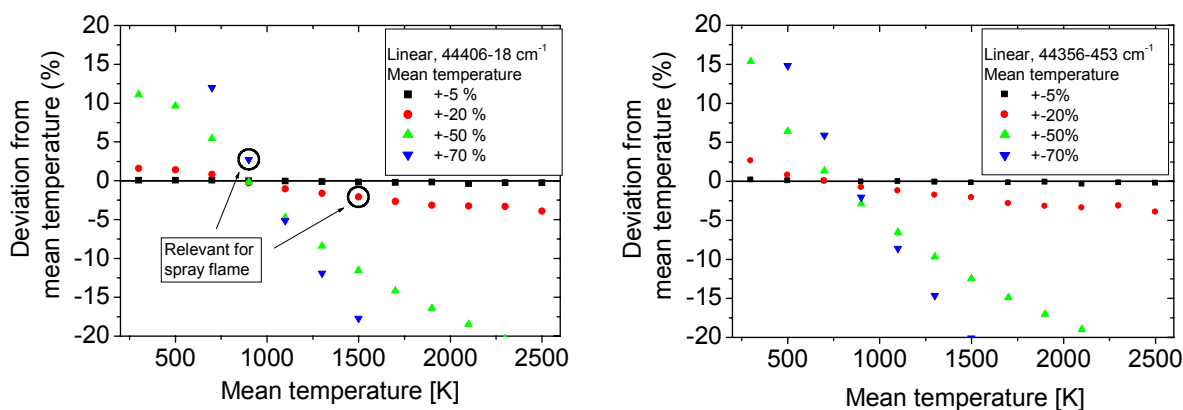 Deviation from
mean temperature (%)
20
15
10
5
0
-5
-10
-15
-20
Linear, 44406-18 cm⁻¹
Mean temperature
+-5 %
+-20 %
+-50 %
+-70 %
Relevant for
spray flame
500 1000 1500 2000 2500
Mean temperature [K]
Deviation from
mean temperature (%)
20
15
10
5
0
-5
-10
-15
-20
Linear, 44356-453 cm⁻¹
Mean temperature
+-5%
+-20%
+-50%
+-70%
500 1000 1500 2000 2500
Mean temperature [K]